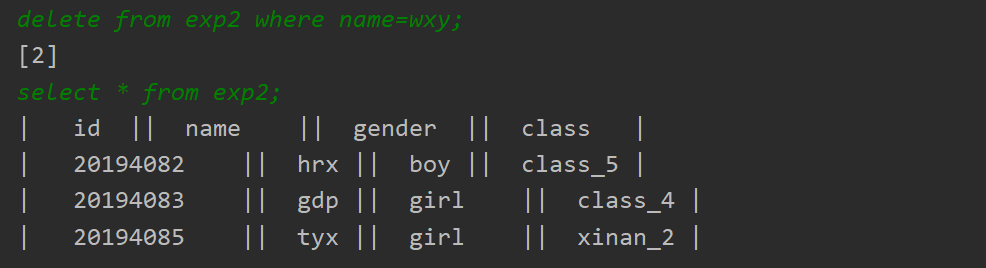 delete from exp2 where name=wxy;
[2]
select * from exp2;
|   id  ||  name    ||  gender  ||  class   |
|   20194082    ||  hrx ||  boy ||  class_5 |
|   20194083    ||  gdp ||  girl    ||  class_4 |
|   20194085    ||  tyx ||  girl    ||  xinan_2 |